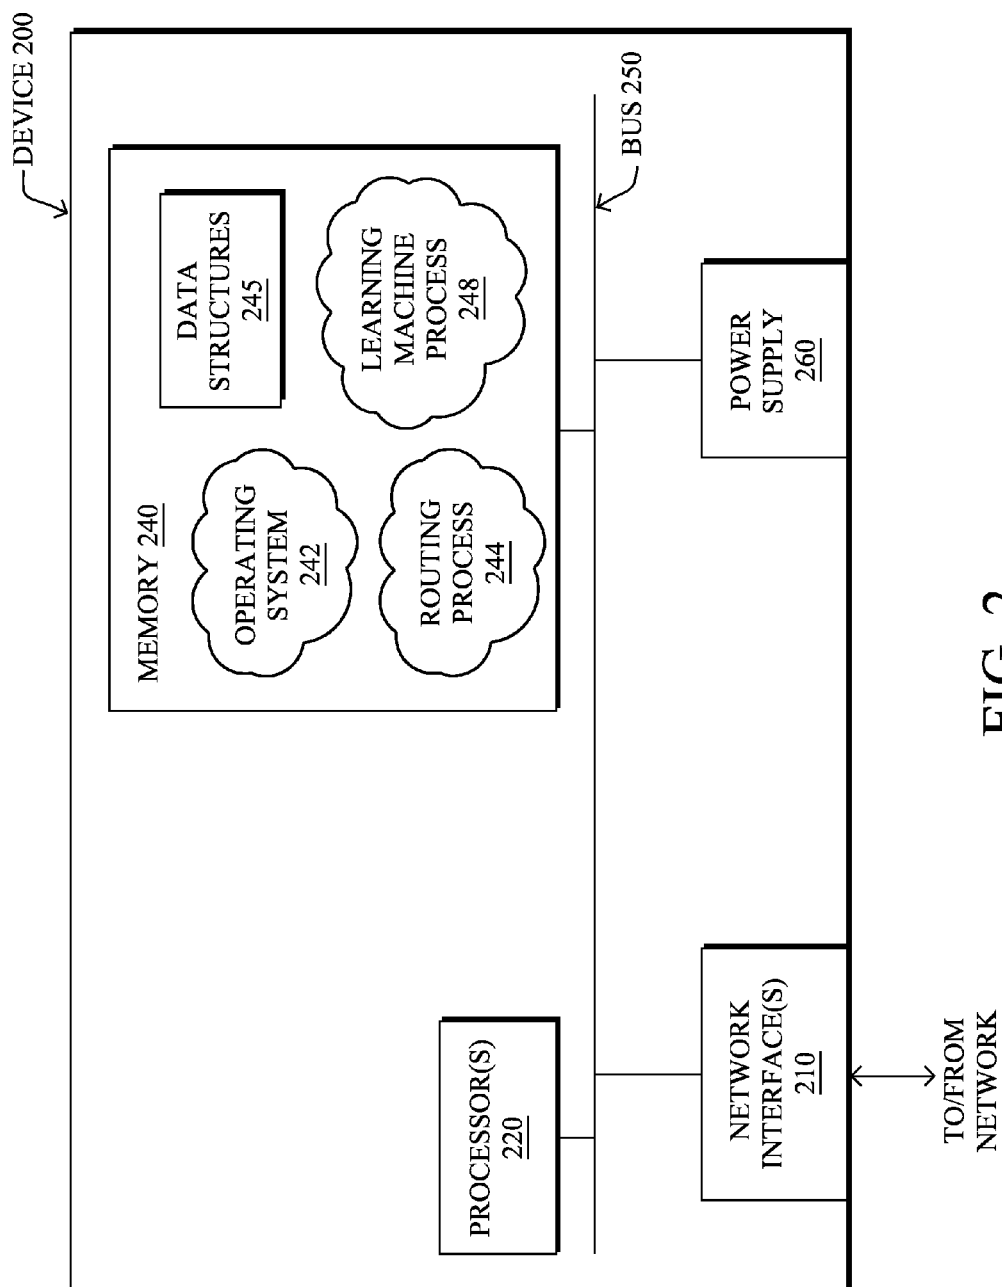 DEVICE 200
MEMORY 240
OPERATING
SYSTEM
242
DATA
STRUCTURES
245
ROUTING
PROCESS
244
LEARNING
MACHINE
PROCESS
248
PROCESSOR(S)
220
BUS 250
NETWORK
INTERFACE(S)
210
POWER
SUPPLY
260
TO/FROM
NETWORK
FIG. 2